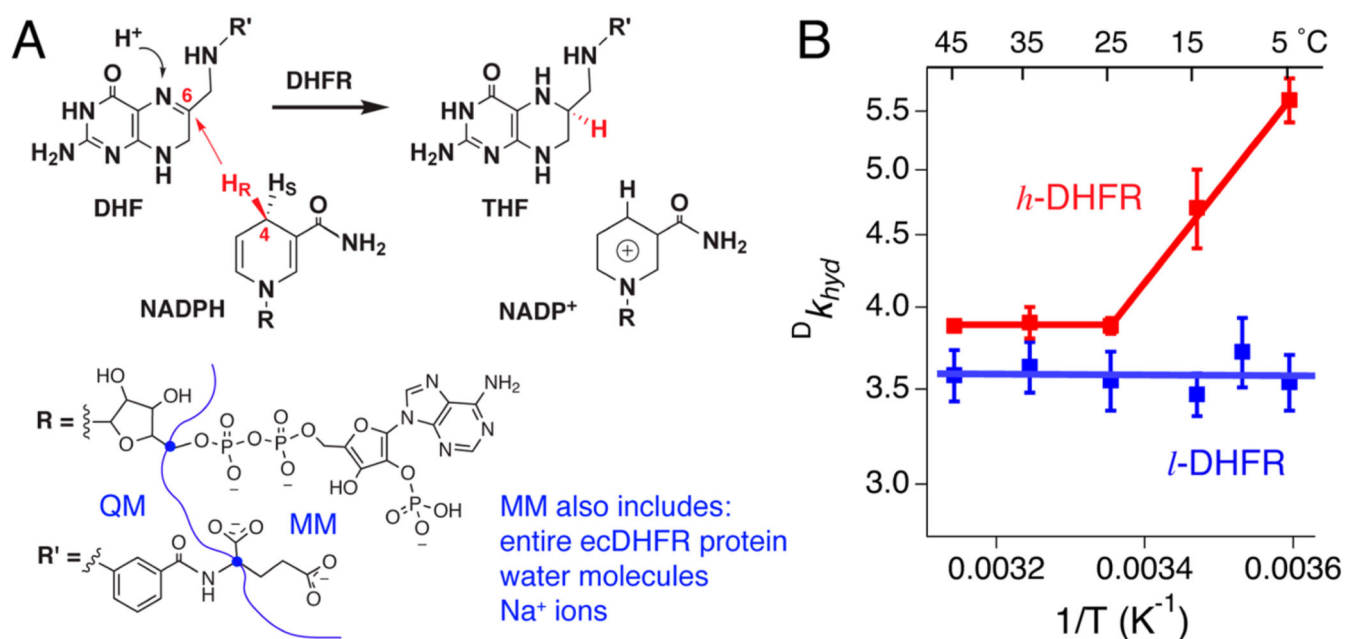 A
H⁺
R'
HN
O
N
6
HN
H₂N
N
N
H
DHF
DHFR
R'
HN
O
H
N
HN
H
H₂N
N
N
H
THF
H_R
H_S
O
4
NH₂
N
R
NADPH
H
O
NH₂
+
N
R
NADP⁺
HO
OH
R =
O
O
O
P
O
−
O
O
P
O
−
O
HO
O
N
N
NH₂
N
N
O
O
P
OH
O
−
QM
MM
R' =
O
N
H
O
−
O
O
O
−
MM also includes:
entire ecDHFR protein
water molecules
Na⁺ ions
B
45 35 25 15 5 °C
5.5
5.0
4.5
4.0
3.5
3.0
ᴰk_hyd
h-DHFR
l-DHFR
0.0032 0.0034 0.0036
1/T (K⁻¹)